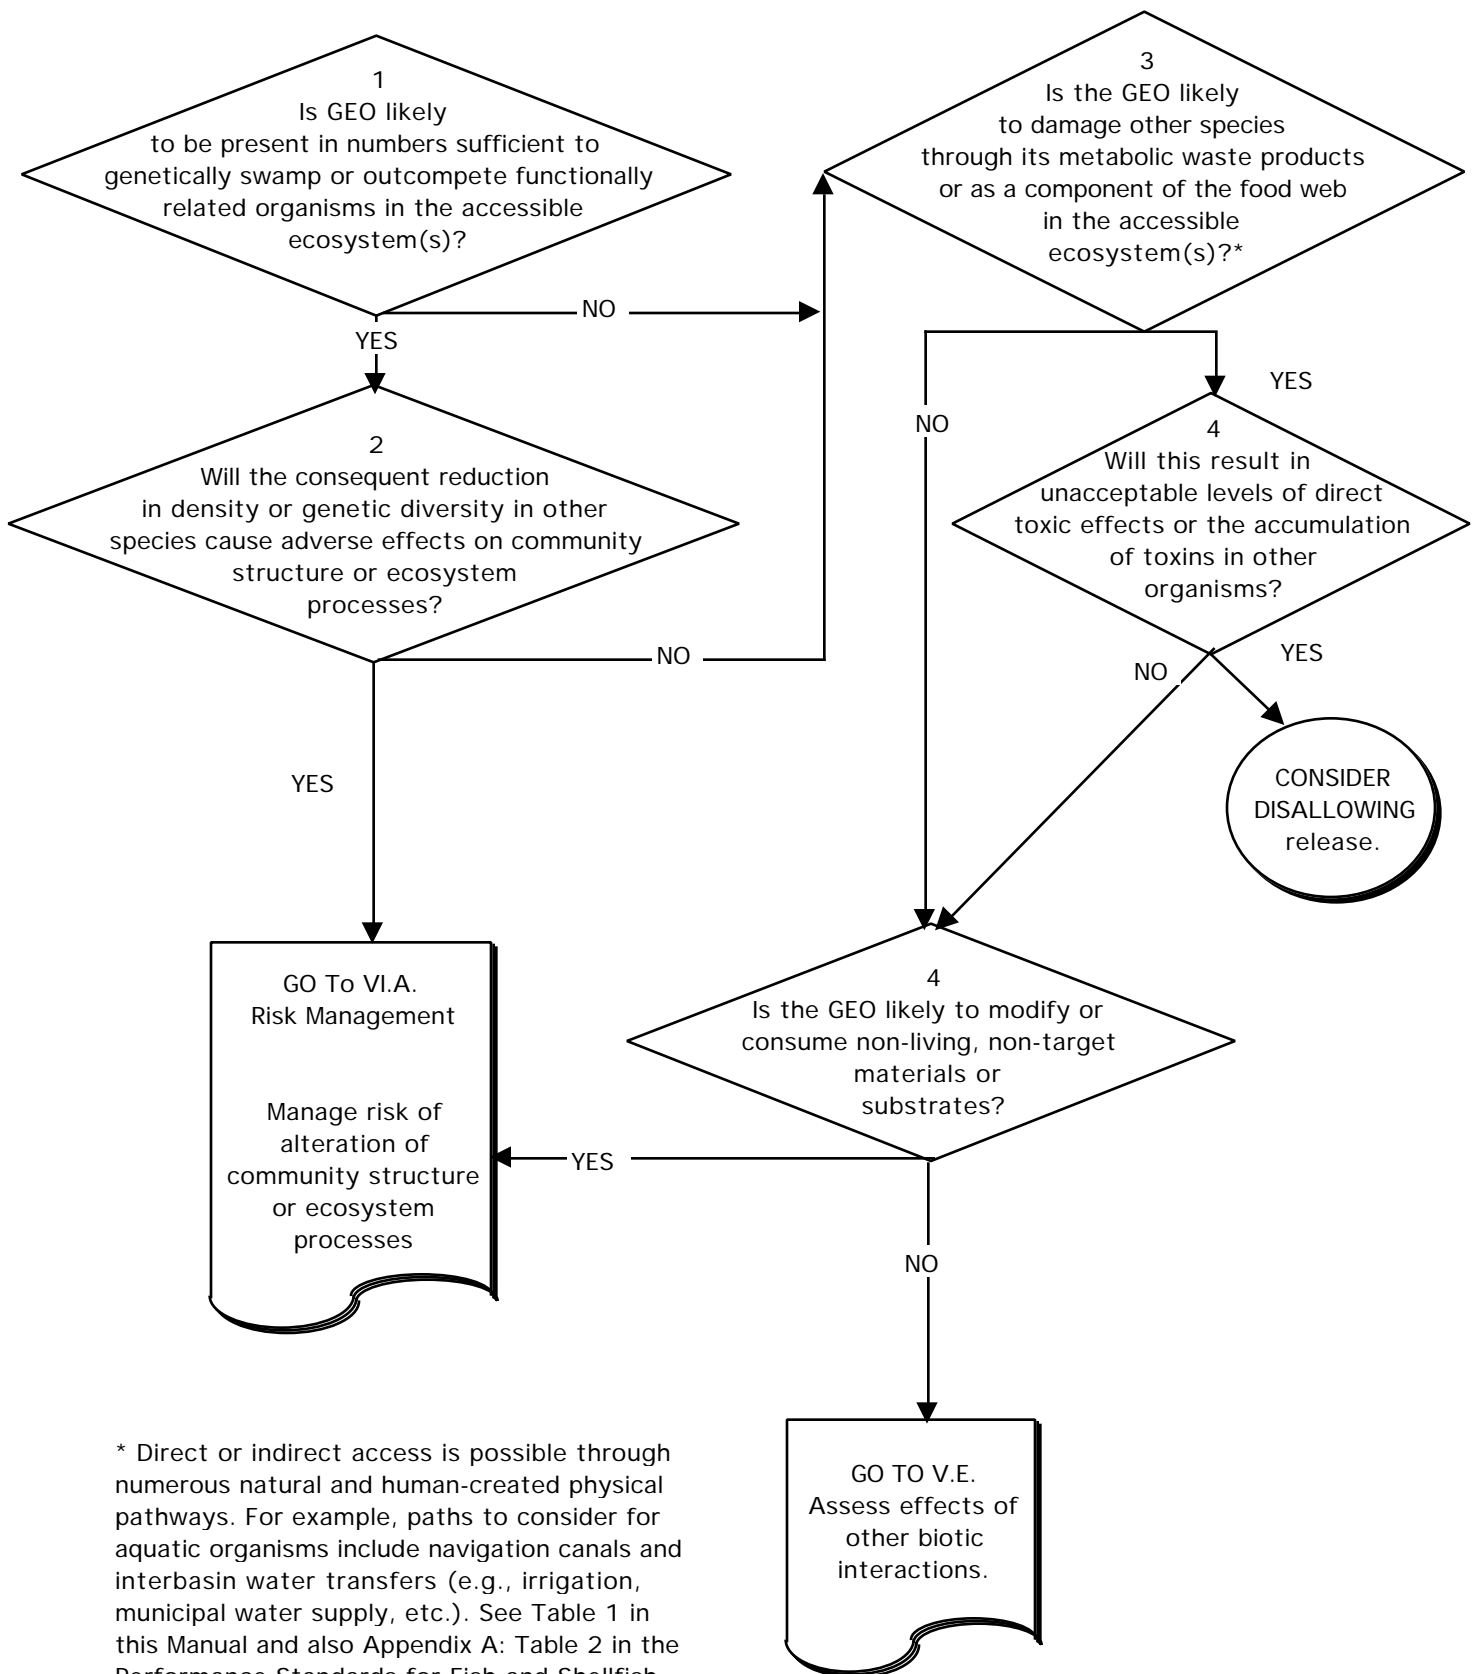 1
Is GEO likely
to be present in numbers sufficient to
genetically swamp or outcompete functionally
related organisms in the accessible
ecosystem(s)?
NO
YES
2
Will the consequent reduction
in density or genetic diversity in other
species cause adverse effects on community
structure or ecosystem
processes?
NO
YES
3
Is the GEO likely
to damage other species
through its metabolic waste products
or as a component of the food web
in the accessible
ecosystem(s)?*
YES
NO
4
Will this result in
unacceptable levels of direct
toxic effects or the accumulation
of toxins in other
organisms?
YES
NO
CONSIDER
DISALLOWING
release.
4
Is the GEO likely to modify or
consume non-living, non-target
materials or
substrates?
YES
NO
GO To VI.A.
Risk Management
Manage risk of
alteration of
community structure
or ecosystem
processes
GO TO V.E.
Assess effects of
other biotic
interactions.
* Direct or indirect access is possible through
numerous natural and human-created physical
pathways. For example, paths to consider for
aquatic organisms include navigation canals and
interbasin water transfers (e.g., irrigation,
municipal water supply, etc.). See Table 1 in
this Manual and also Appendix A: Table 2 in the
Performance Standards for Fish and Shellfish